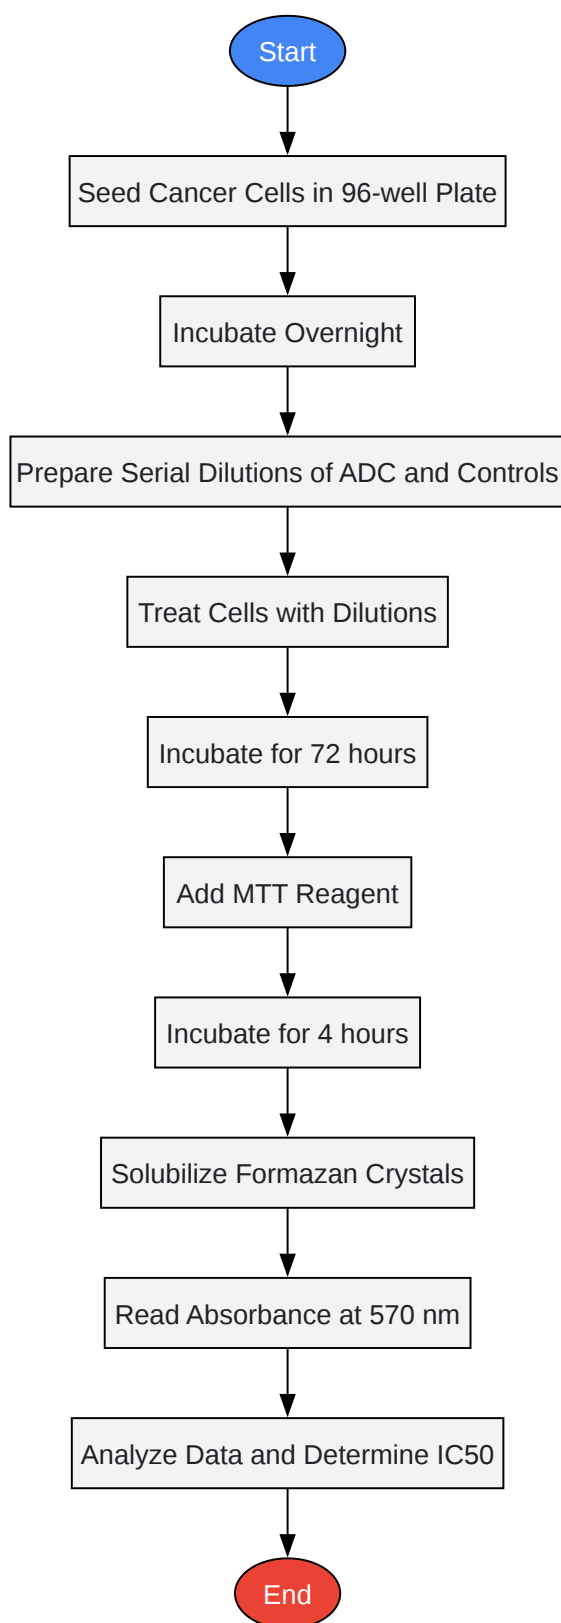 Start
Seed Cancer Cells in 96-well Plate
Incubate Overnight
Prepare Serial Dilutions of ADC and Controls
Treat Cells with Dilutions
Incubate for 72 hours
Add MTT Reagent
Incubate for 4 hours
Solubilize Formazan Crystals
Read Absorbance at 570 nm
Analyze Data and Determine IC50
End